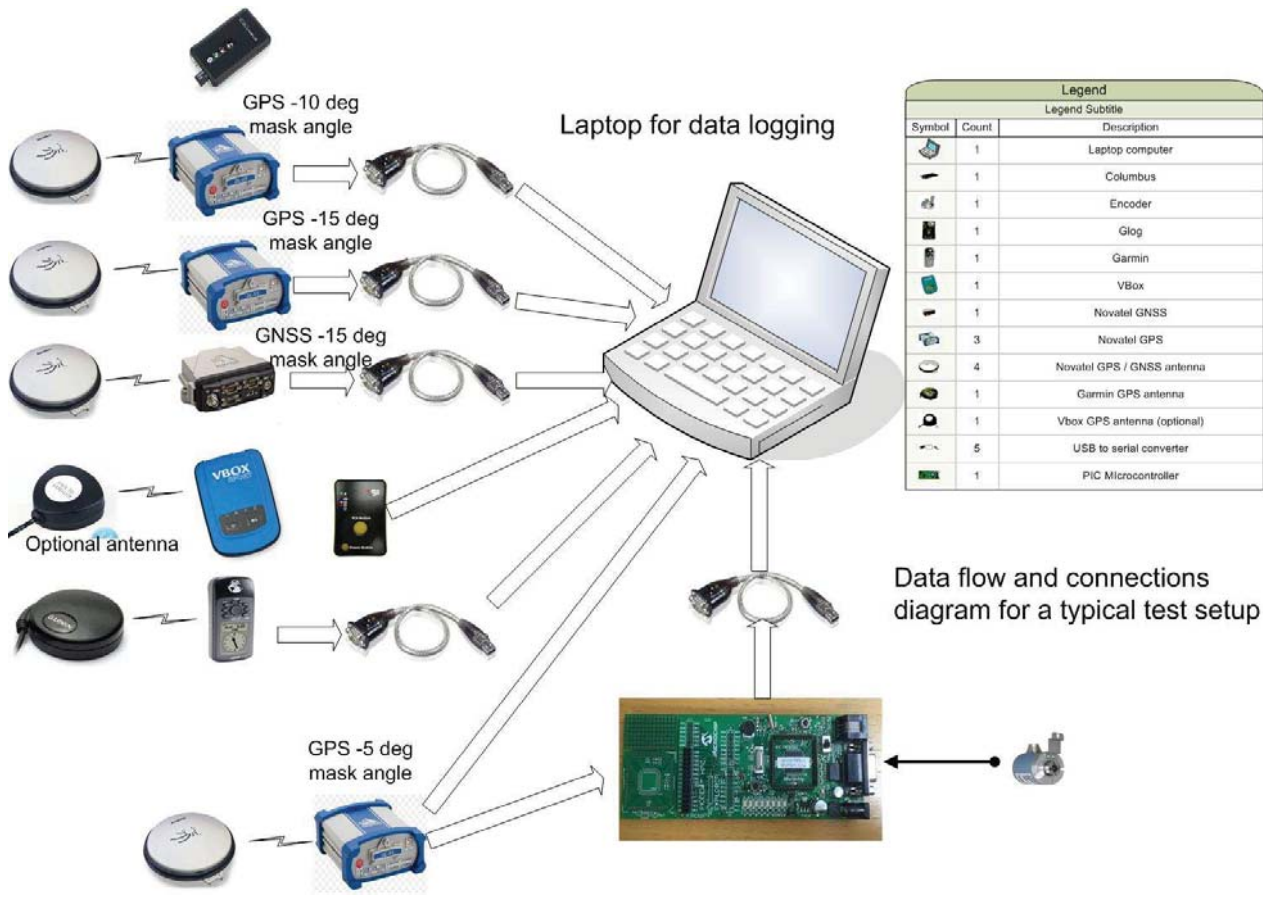 GPS -10 deg
mask angle
Laptop for data logging
GPS -15 deg
mask angle
GNSS -15 deg
mask angle
VBOX
Optional antenna
GARMIN
GPS -5 deg
mask angle
MICROCHIP
Data flow and connections
diagram for a typical test setup
Legend
Legend Subtitle
Symbol Count Description
1 Laptop computer
1 Columbus
1 Encoder
1 Glog
1 Garmin
1 VBox
1 Novatel GNSS
3 Novatel GPS
4 Novatel GPS / GNSS antenna
1 Garmin GPS antenna
1 Vbox GPS antenna (optional)
5 USB to serial converter
1 PIC Microcontroller